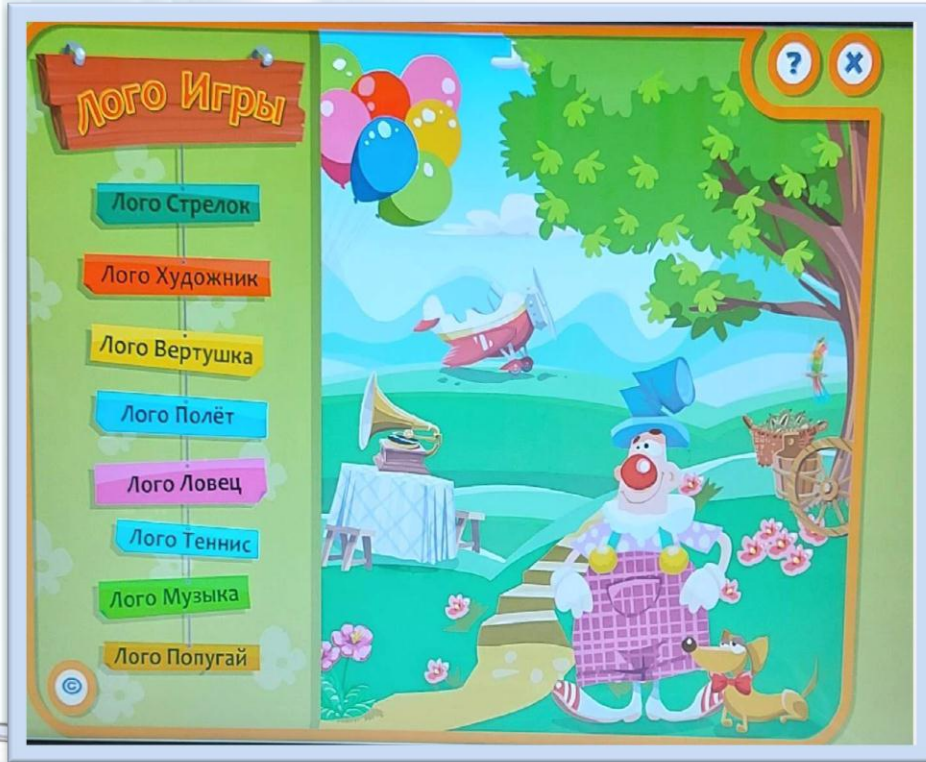 Лого Игры
?
X
Лого Стрелок
Лого Художник
Лого Вертушка
Лого Полёт
Лого Ловец
Лого Теннис
Лого Музыка
Лого Попугай
©